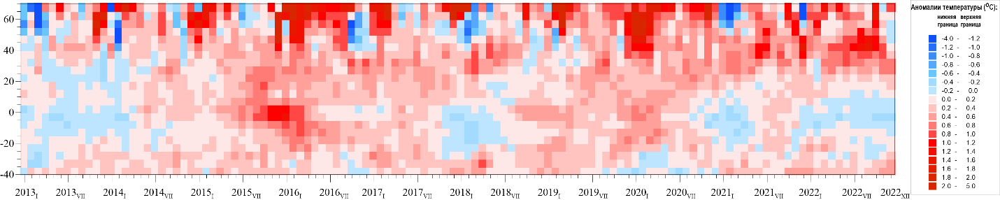 Аномалии температуры (⁰C):
нижняя верхняя
граница граница
-4.0 - -1.2
-1.2 - -1.0
-1.0 - -0.8
-0.8 - -0.6
-0.6 - -0.4
-0.4 - -0.2
-0.2 - 0.0
0.0 - 0.2
0.2 - 0.4
0.4 - 0.6
0.6 - 0.8
0.8 - 1.0
1.0 - 1.2
1.2 - 1.4
1.4 - 1.6
1.6 - 1.8
1.8 - 2.0
2.0 - 5.0
60
40
20
0
-20
-40
2013I 2013VII 2014I 2014VII 2015I 2015VII 2016I 2016VII 2017I 2017VII 2018I 2018VII 2019I 2019VII 2020I 2020VII 2021I 2021VII 2022I 2022VII 2022XII